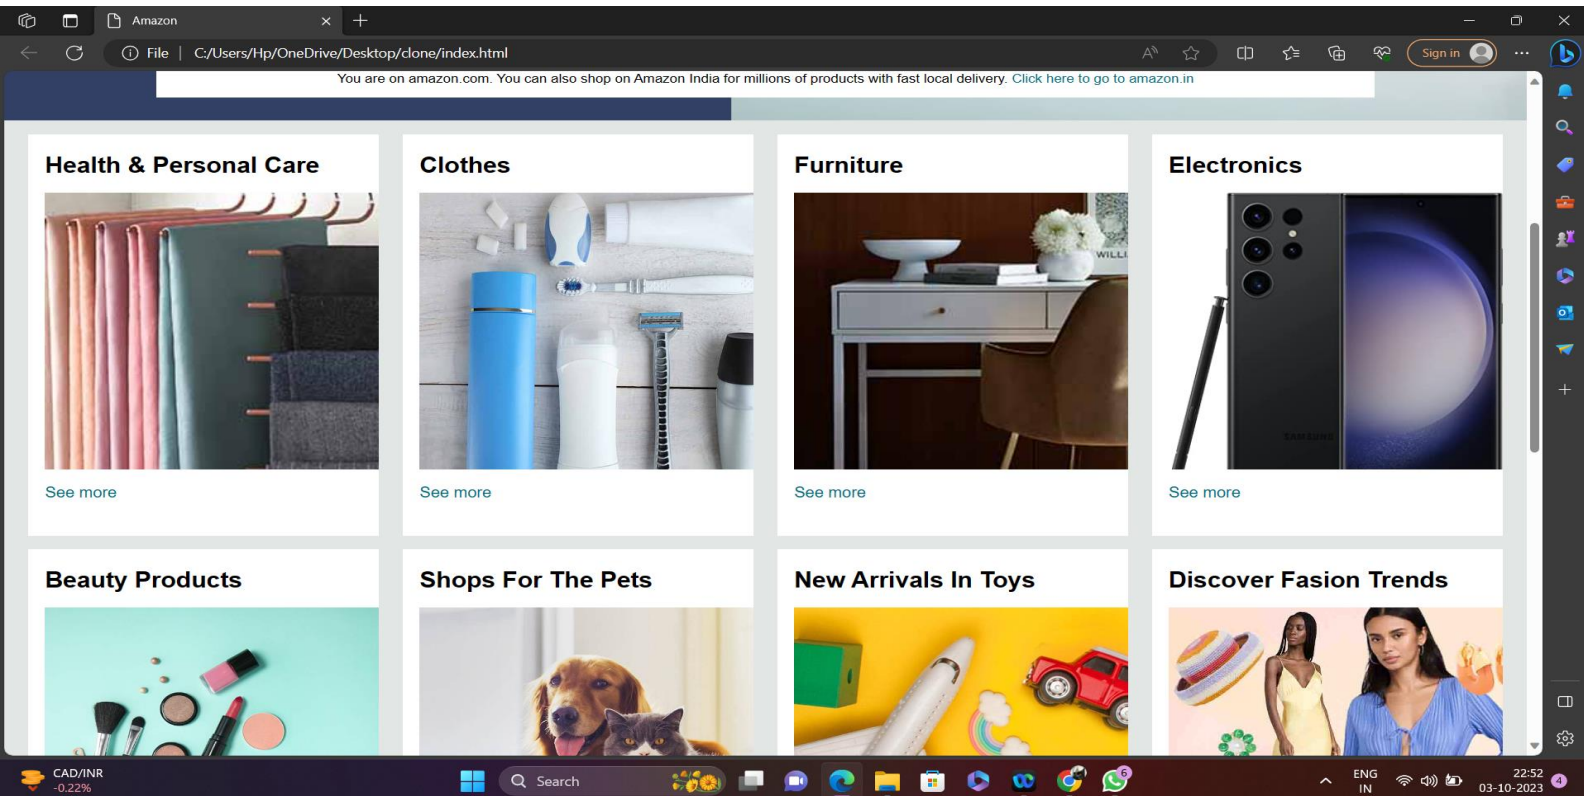 Amazon
File
C:/Users/Hp/OneDrive/Desktop/clone/index.html
Sign in
You are on amazon.com. You can also shop on Amazon India for millions of products with fast local delivery. Click here to go to amazon.in
Health & Personal Care
Clothes
Furniture
Electronics
WILLI
SAMSUNG
See more
See more
See more
See more
Beauty Products
Shops For The Pets
New Arrivals In Toys
Discover Fasion Trends
CAD/INR
-0.22%
Search
6
ENG
IN
22:52
03-10-2023
4